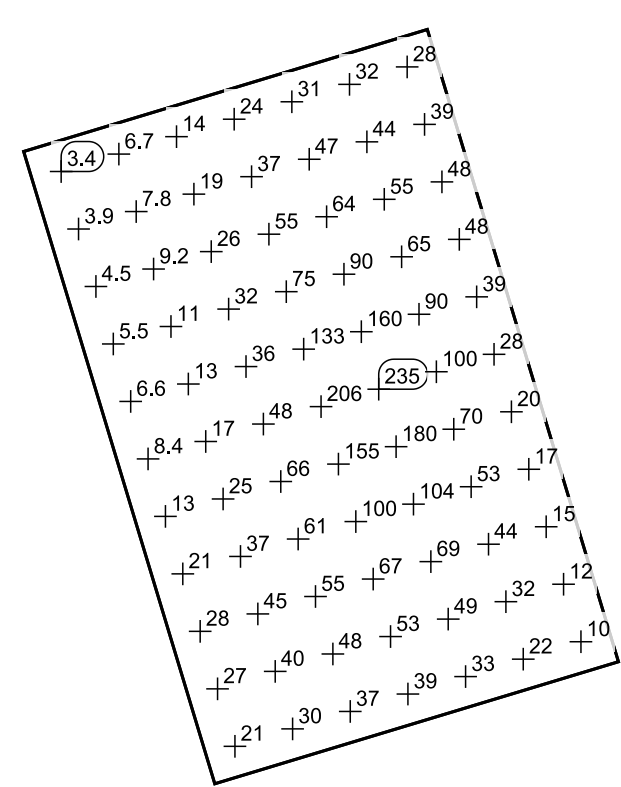 3.4 6.7 14 24 31 32 28
3.9 7.8 19 37 47 44 39
4.5 9.2 26 55 64 55 48
5.5 11 32 75 90 65 48
6.6 13 36 133 160 90 39
8.4 17 48 206 235 100 28
13 25 66 155 180 70 20
21 37 61 100 104 53 17
28 45 55 67 69 44 15
27 40 48 53 49 32 12
21 30 37 39 33 22 10